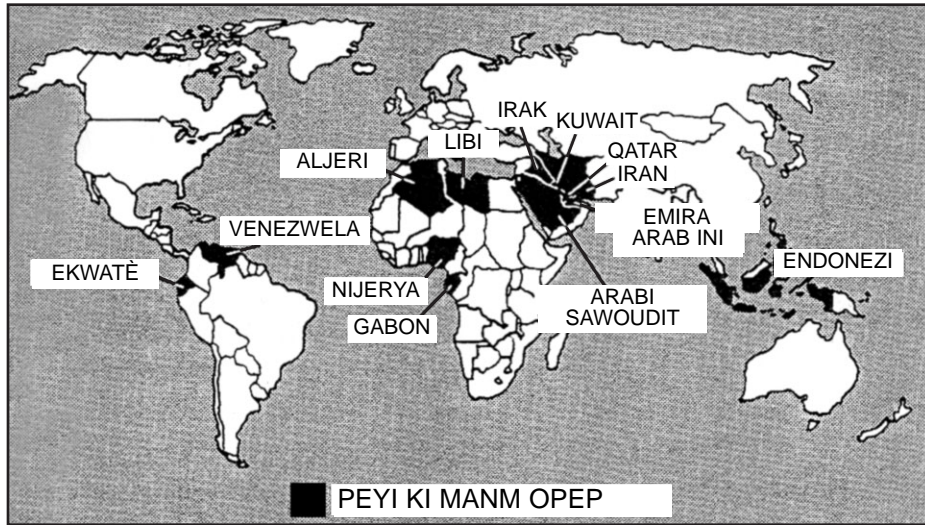 IRAK
KUWAIT
LIBI
QATAR
ALJERI
IRAN
EMIRA
ARAB INI
VENEZWELA
ENDONEZI
EKWATÈ
NIJERYA
ARABI
SAWOUDIT
GABON
PEYI KI MANM OPEP